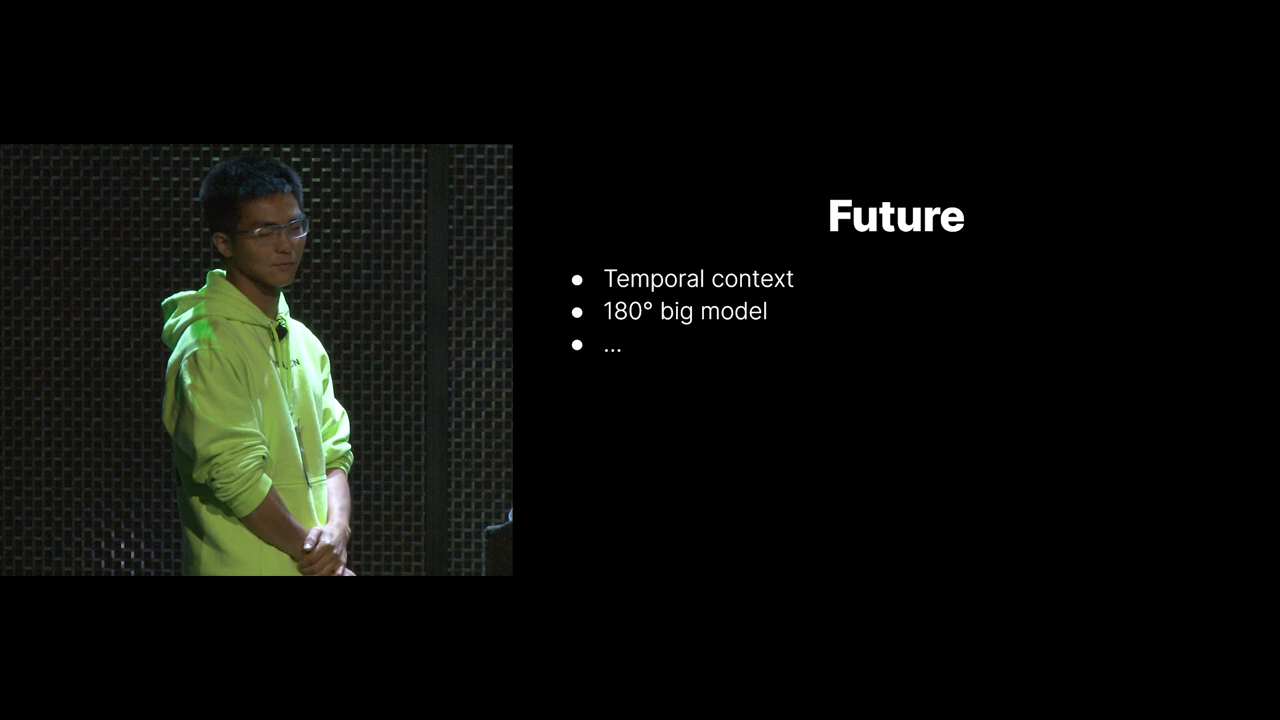 Future
● Temporal context
● 180° big model
● ...